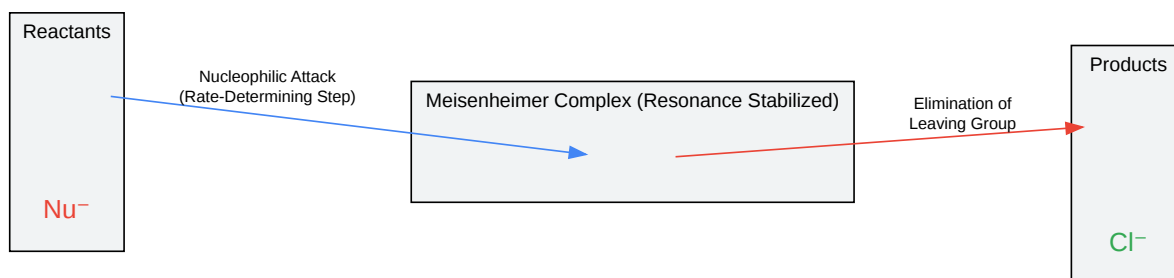 Reactants
Nu⁻
Nucleophilic Attack
(Rate-Determining Step)
Meisenheimer Complex (Resonance Stabilized)
Elimination of
Leaving Group
Products
Cl⁻